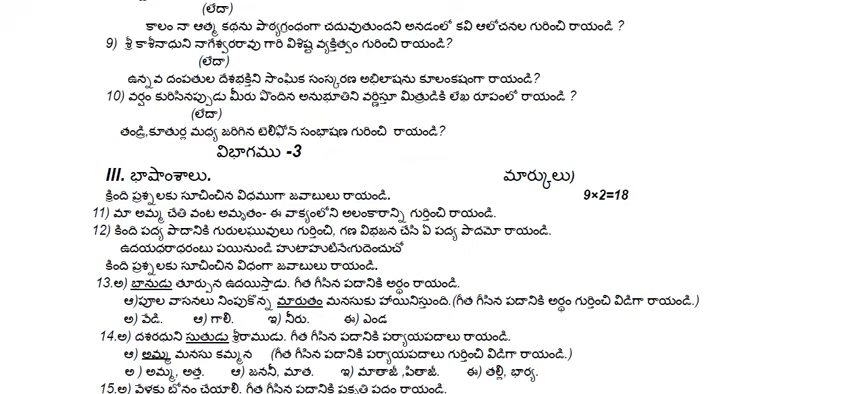 (లేదా)
కాలం నా ఆత్మ కథను పాఠ్యగ్రంథంగా చదువుతుందని అనడంలో కవి ఆలోచనల గురించి రాయండి ?
9) శ్రీ కాశీనాధుని నాగేశ్వరరావు గారి విశిష్ట వ్యక్తిత్వం గురించి రాయండి?
(లేదా)
ఉన్నవ దంపతుల దేశభక్తిని సాంఘిక సంస్కరణ అభిలాషను కూలంకషంగా రాయండి?
10) వర్షం కురిసినప్పుడు మీరు పొందిన అనుభూతిని వర్ణిస్తూ మిత్రుడికి లేఖ రూపంలో రాయండి ?
(లేదా)
తండ్రి,కూతుర్ల మధ్య జరిగిన టెలీఫోన్ సంభాషణ గురించి రాయండి?
విభాగము -3
III. భాషాంశాలు. మార్కులు)
క్రింది ప్రశ్నలకు సూచించిన విధముగా జవాబులు రాయండి. 9×2=18
11) మా అమ్మ చేతి వంట అమృతం- ఈ వాక్యంలోని అలంకారాన్ని గుర్తించి రాయండి.
12) కింది పద్య పాదానికి గురులఘువులు గుర్తించి, గణ విభజన చేసి ఏ పద్య పాదమో రాయండి.
ఉదయధరాధరంబు పయినుండి
కింది ప్రశ్నలకు సూచించిన విధంగా జవాబులు రాయండి.
13.అ) బానుడు తూర్పున ఉదయిస్తాడు. గీత గీసిన పదానికి అర్థం రాయండి.
ఆ)పూల వాసనలు నింపుకొన్న మారుతం మనసుకు హాయినిస్తుంది.(గీత గీసిన పదానికి అర్థం గుర్తించి విడిగా రాయండి.)
అ) వేడి. ఆ) గాలి. ఇ) నీరు. ఈ) ఎండ
14.అ) దశరధుని సుతుడు శ్రీరాముడు. గీత గీసిన పదానికి పర్యాయపదాలు రాయండి.
ఆ) అమ్మ మనసు కమ్మన (గీత గీసిన పదానికి పర్యాయపదాలు గుర్తించి విడిగా రాయండి.)
అ ) అమ్మ, అత్త. ఆ) జననీ, మాత. ఇ) మాతాజీ ,పితాజీ. ఈ) తల్లి, భార్య.
15.అ) వేళకు బోనం చేయాలి. గీత గీసిన పదానికి ప్రకృతి పదం రాయండి.